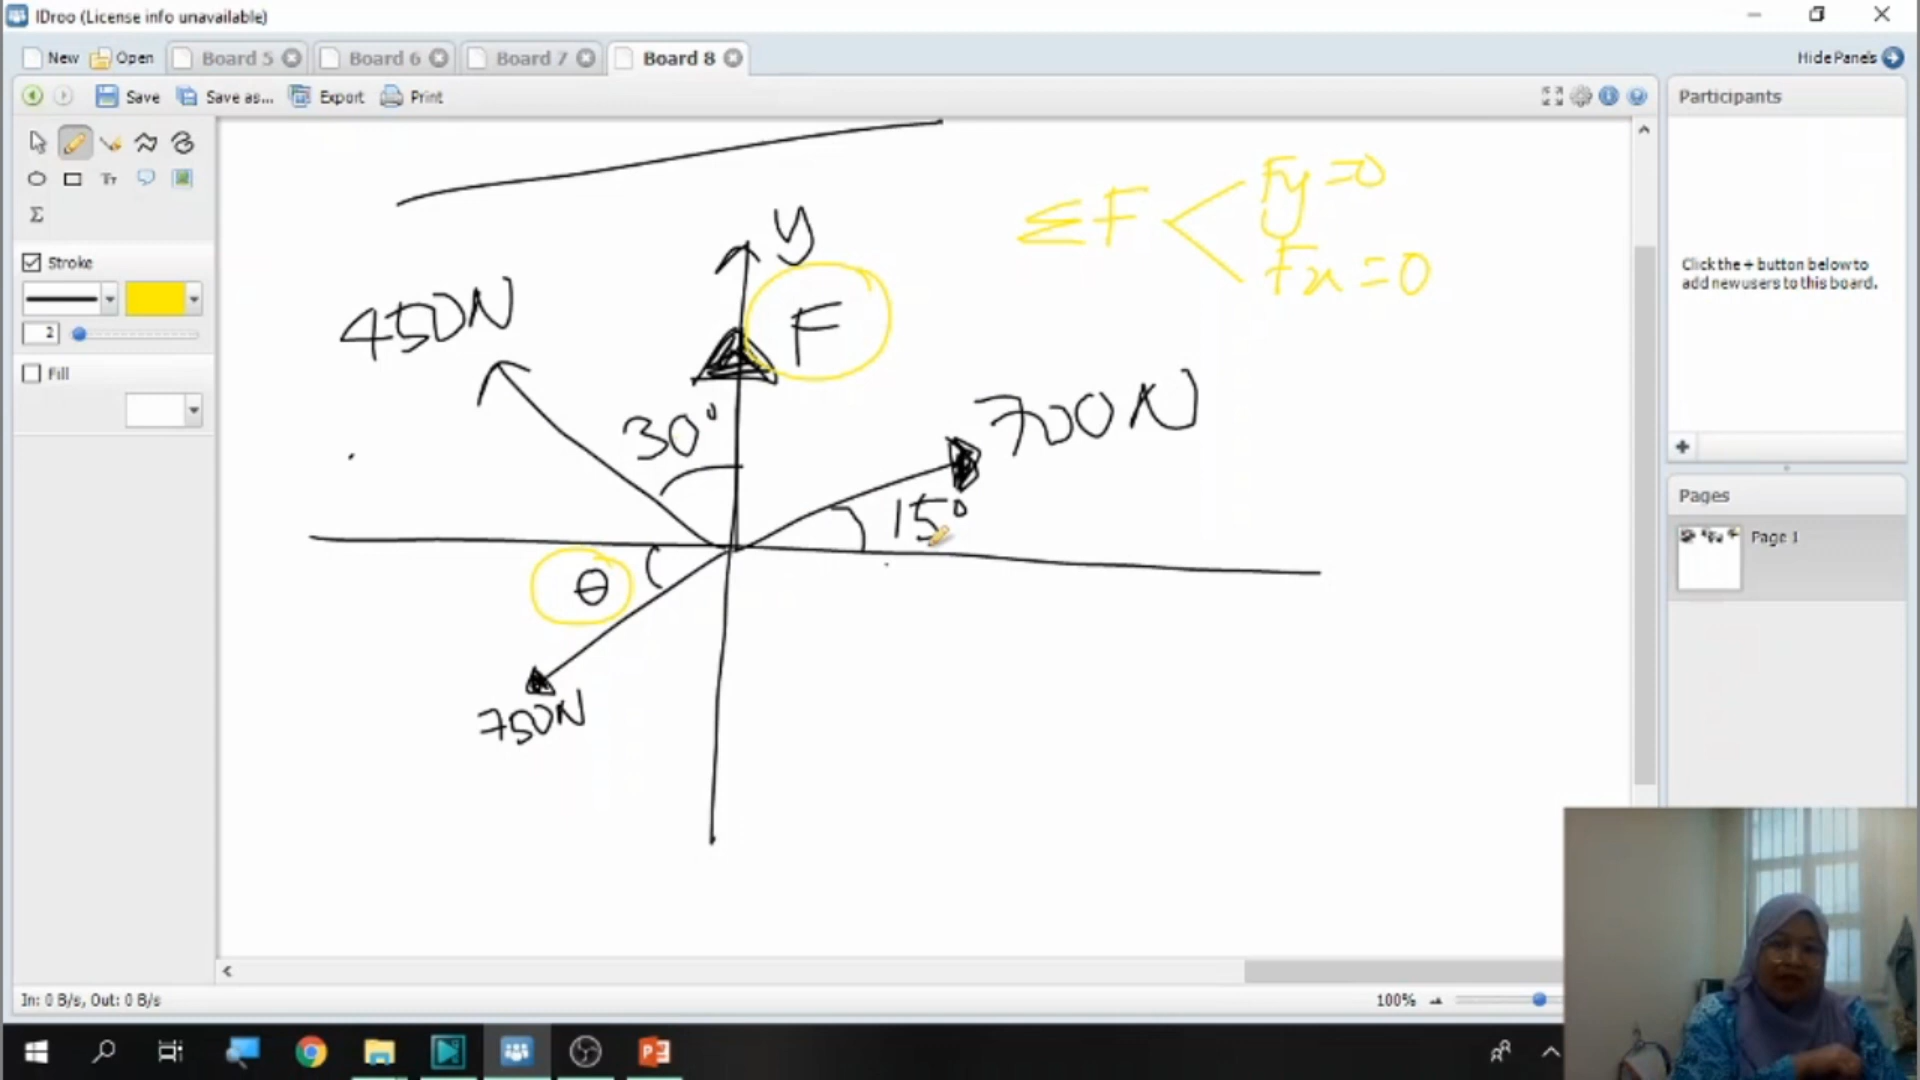 IDroo (License info unavailable)
New Open Board 5 Board 6 Board 7 Board 8 Hide Panels
Save Save as... Export Print
Participants
Click the + button below to
add new users to this board.
Stroke
2
Fill
ΣF < Fy = 0
Fx = 0
y
450N
F
30°
700N
15°
θ
750N
Pages
Page 1
In: 0 B/s, Out: 0 B/s
100%